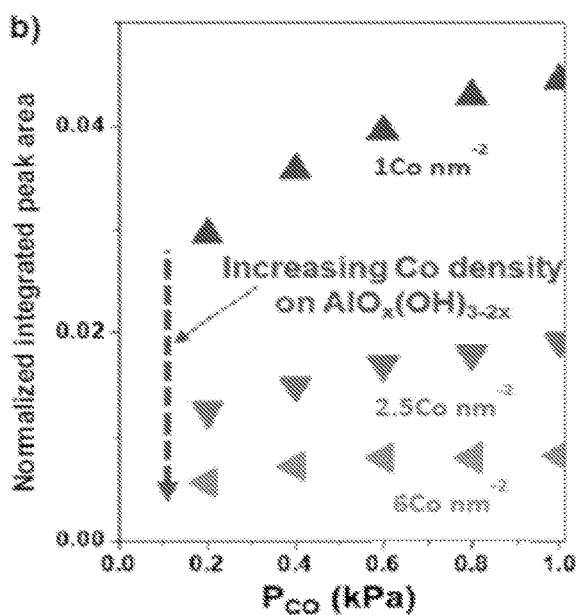 b)
Normalized integrated peak area
0.04
0.02
0.00
1Co nm⁻²
Increasing Co density
on AlOₓ(OH)₃₋₂ₓ
2.5Co nm⁻²
6Co nm⁻²
0.0 0.2 0.4 0.6 0.8 1.0
P_CO (kPa)